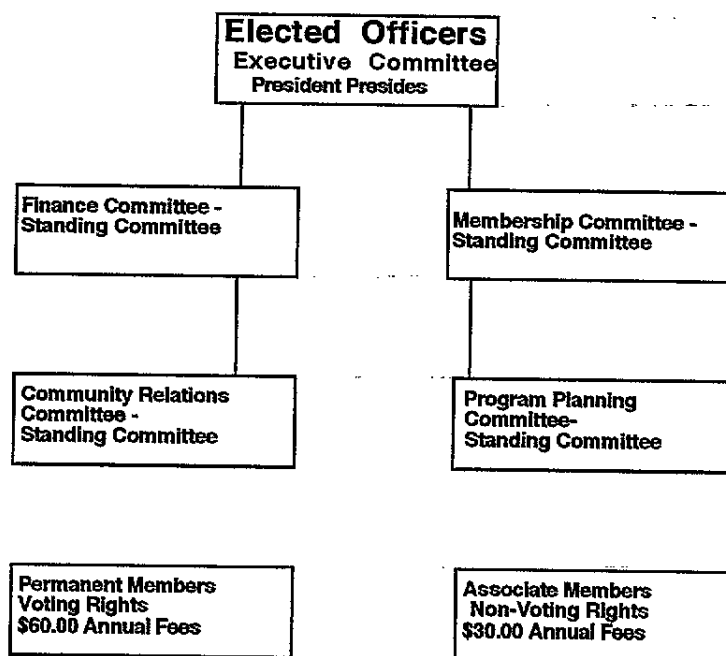 Elected Officers
Executive Committee
President Presides
Finance Committee -
Standing Committee
Membership Committee -
Standing Committee
Community Relations
Committee -
Standing Committee
Program Planning
Committee-
Standing Committee
Permanent Members
Voting Rights
$60.00 Annual Fees
Associate Members
Non-Voting Rights
$30.00 Annual Fees